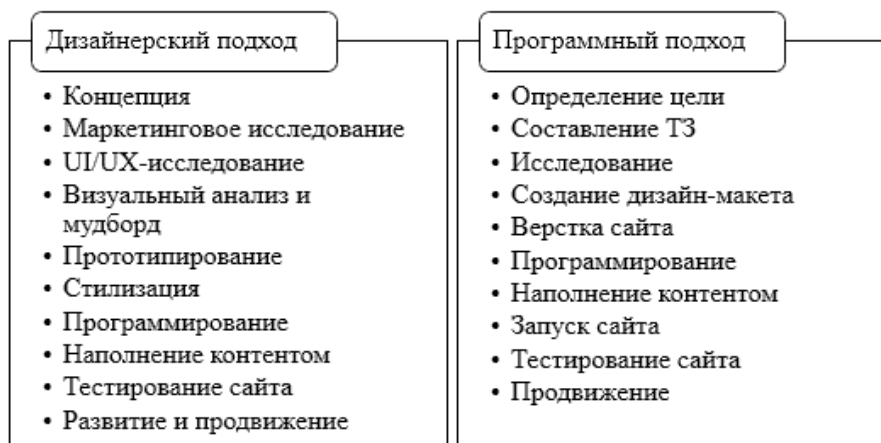 Дизайнерский подход
• Концепция
• Маркетинговое исследование
• UI/UX-исследование
• Визуальный анализ и
мудборд
• Прототипирование
• Стилизация
• Программирование
• Наполнение контентом
• Тестирование сайта
• Развитие и продвижение
Программный подход
• Определение цели
• Составление ТЗ
• Исследование
• Создание дизайн-макета
• Верстка сайта
• Программирование
• Наполнение контентом
• Запуск сайта
• Тестирование сайта
• Продвижение